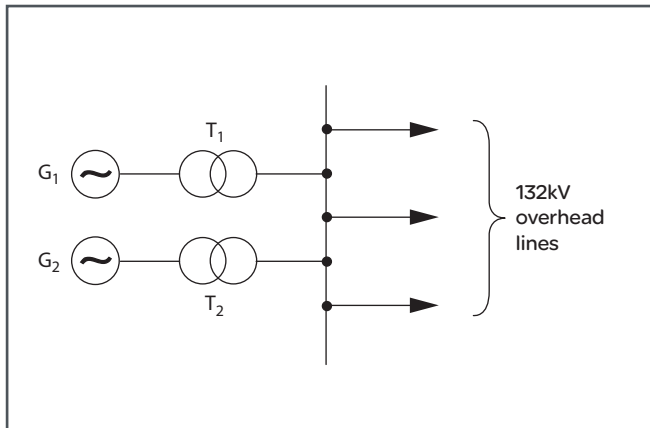 T₁
G₁
G₂
T₂
132kV
overhead
lines